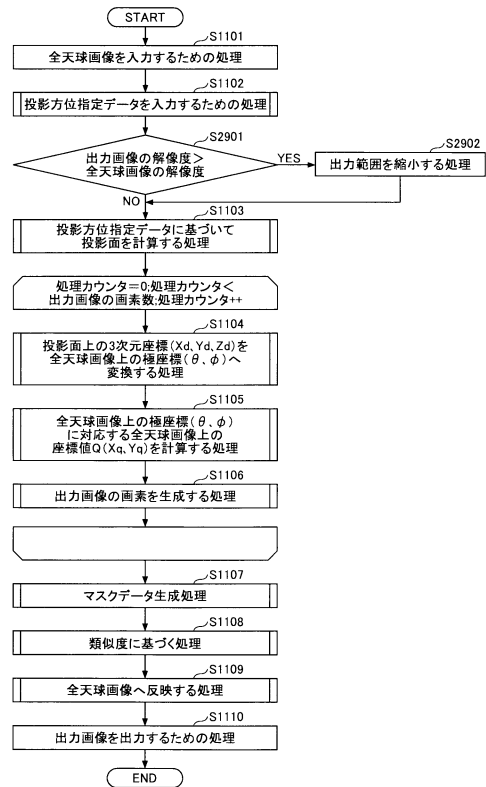 START
S1101
全天球画像を入力するための処理
S1102
投影方位指定データを入力するための処理
S2901
出力画像の解像度＞
全天球画像の解像度
YES
S2902
出力範囲を縮小する処理
NO
S1103
投影方位指定データに基づいて
投影面を計算する処理
処理カウンタ=0;処理カウンタ<
出力画像の画素数;処理カウンタ++
S1104
投影面上の3次元座標(Xd、Yd、Zd)を
全天球画像上の極座標(θ、φ)へ
変換する処理
S1105
全天球画像上の極座標(θ、φ)
に対応する全天球画像上の
座標値Q(Xq、Yq)を計算する処理
S1106
出力画像の画素を生成する処理
S1107
マスクデータ生成処理
S1108
類似度に基づく処理
S1109
全天球画像へ反映する処理
S1110
出力画像を出力するための処理
END